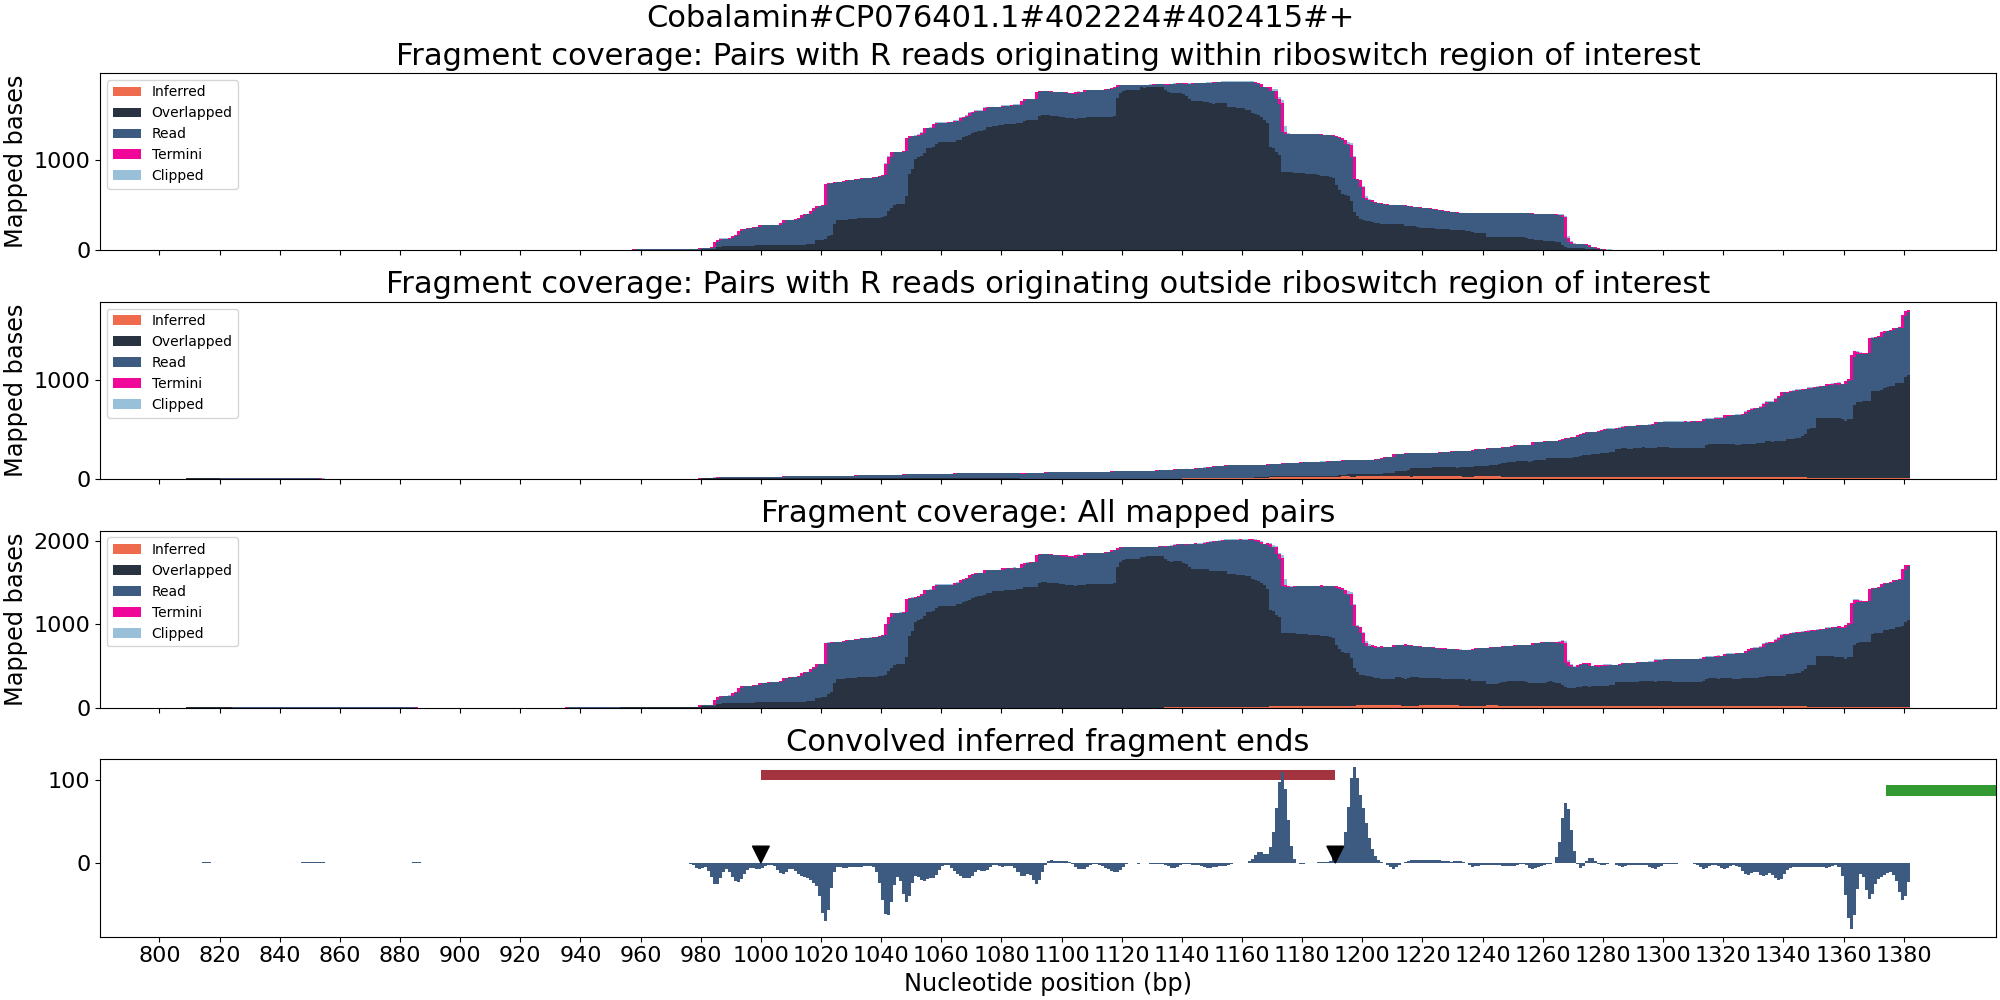 Cobalamin#CP076401.1#402224#402415#+
Fragment coverage: Pairs with R reads originating within riboswitch region of interest
Mapped bases
1000
0
Inferred
Overlapped
Read
Termini
Clipped
Fragment coverage: Pairs with R reads originating outside riboswitch region of interest
Mapped bases
1000
0
Inferred
Overlapped
Read
Termini
Clipped
Fragment coverage: All mapped pairs
Mapped bases
2000
1000
0
Inferred
Overlapped
Read
Termini
Clipped
Convolved inferred fragment ends
100
0
800 820 840 860 880 900 920 940 960 980 1000 1020 1040 1060 1080 1100 1120 1140 1160 1180 1200 1220 1240 1260 1280 1300 1320 1340 1360 1380
Nucleotide position (bp)